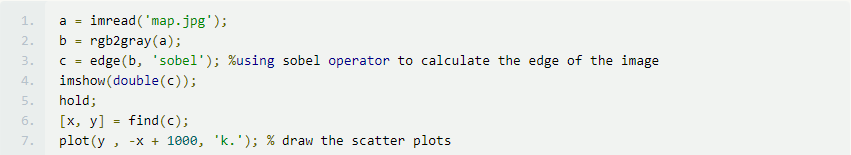 1. a = imread('map.jpg');
2. b = rgb2gray(a);
3. c = edge(b, 'sobel'); %using sobel operator to calculate the edge of the image
4. imshow(double(c));
5. hold;
6. [x, y] = find(c);
7. plot(y , -x + 1000, 'k.'); % draw the scatter plots